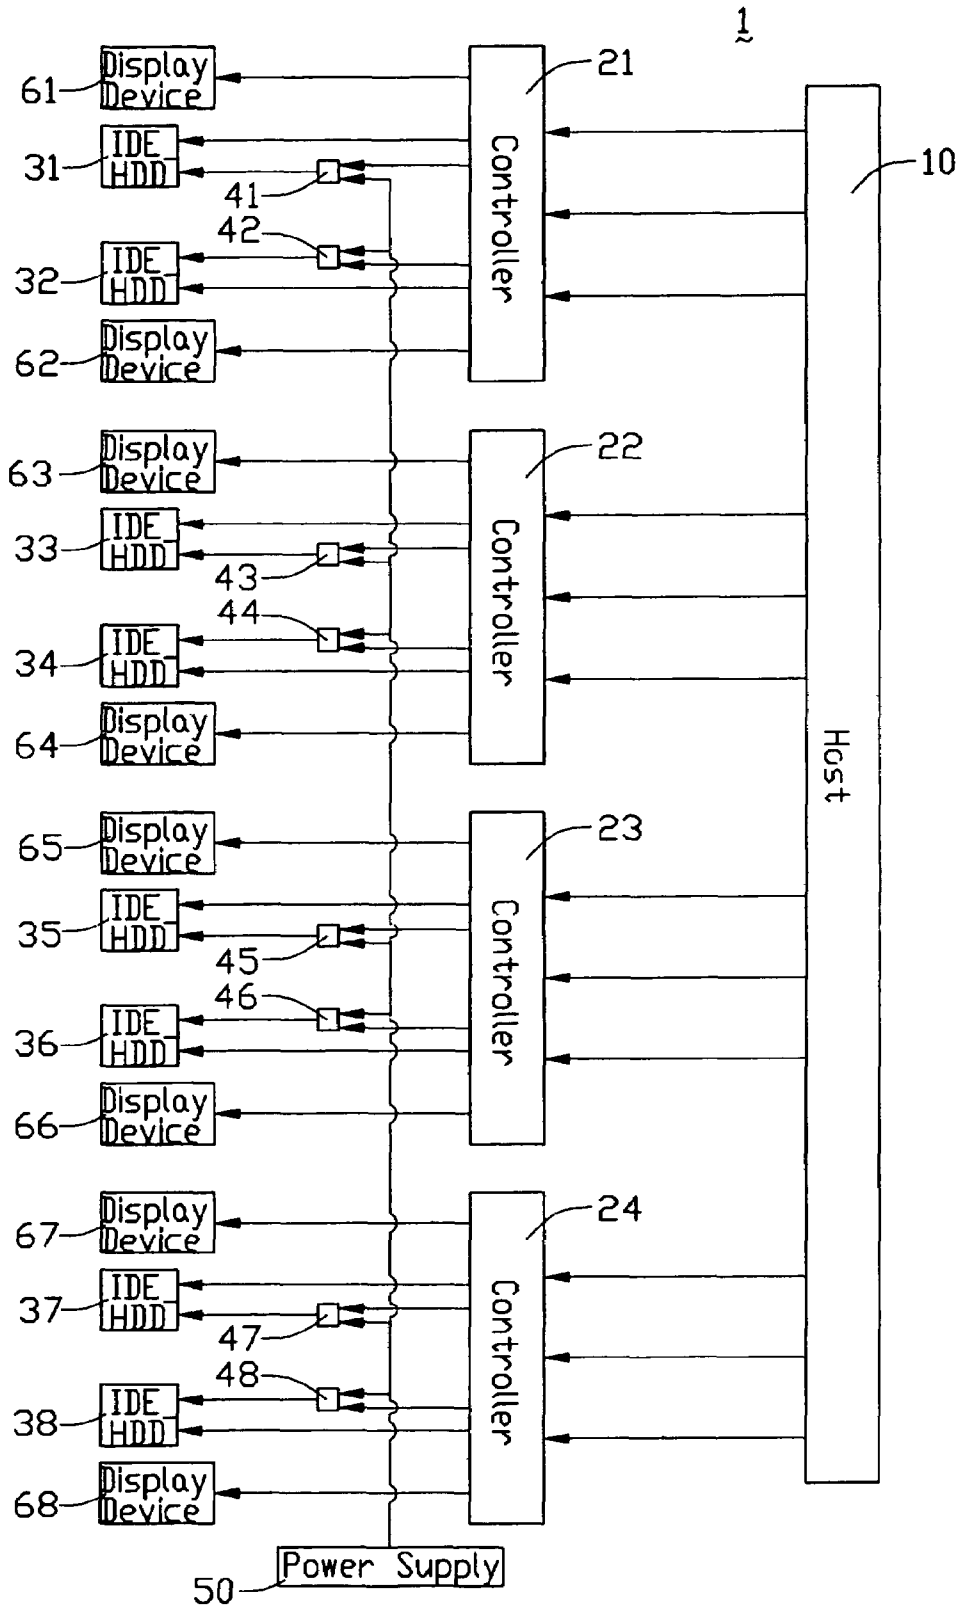 1
Display
Device
61
21
Controller
10
IDE
HDD
31
41
42
IDE
HDD
32
Display
Device
62
Display
Device
63
22
Controller
IDE
HDD
33
43
44
IDE
HDD
34
Display
Device
64
Host
Display
Device
65
23
Controller
IDE
HDD
35
45
46
IDE
HDD
36
Display
Device
66
Display
Device
67
24
Controller
IDE
HDD
37
47
48
IDE
HDD
38
Display
Device
68
Power Supply
50